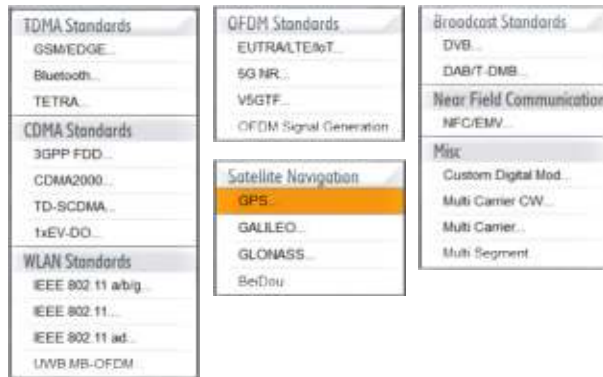 TDMA Standards
GSM/EDGE...
Bluetooth...
TETRA...
CDMA Standards
3GPP FDD...
CDMA2000...
TD-SCDMA...
1xEV-DO...
WLAN Standards
IEEE 802.11 a/b/g...
IEEE 802.11...
IEEE 802.11 ad...
UWB MB-OFDM...
OFDM Standards
EUTRA/LTE/IoT...
5G NR...
V5GTF...
OFDM Signal Generation
Satellite Navigation
GPS...
GALILEO...
GLONASS...
BeiDou
Broadcast Standards
DVB...
DAB/T-DMB...
Near Field Communication
NFC/EMV...
Misc
Custom Digital Mod...
Multi Carrier CW...
Multi Carrier...
Multi Segment